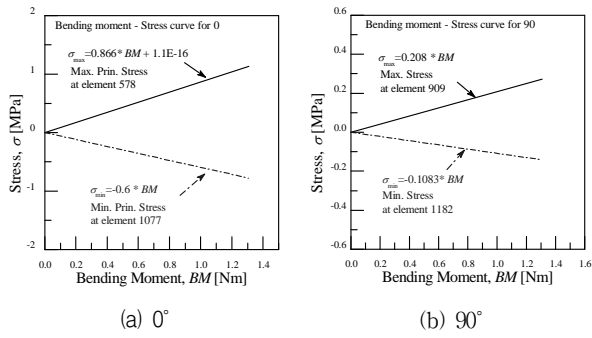 Bending moment - Stress curve for 0
σmax=0.866* BM + 1.1E-16
Max. Prin. Stress
at element 578
σmin=-0.6 * BM
Min. Prin. Stress
at element 1077
2
1
0
-1
-2
Stress, σ [MPa]
0.0 0.2 0.4 0.6 0.8 1.0 1.2 1.4
Bending Moment, BM [Nm]
(a) 0°
Bending moment - Stress curve for 90
σmax=0.208 * BM
Max. Stress
at element 909
σmin=-0.1083* BM
Min. Stress
at element 1182
0.6
0.4
0.2
0.0
-0.2
-0.4
-0.6
Stress, σ [MPa]
0.0 0.2 0.4 0.6 0.8 1.0 1.2 1.4 1.6
Bending Moment, BM [Nm]
(b) 90°